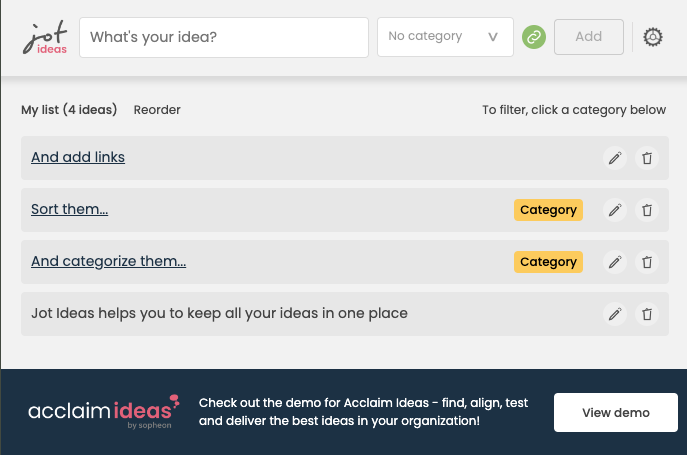 jot
ideas
What's your idea?
No category
Add
My list (4 ideas)
Reorder
To filter, click a category below
And add links
Sort them...
Category
And categorize them...
Category
Jot Ideas helps you to keep all your ideas in one place
acclaim ideas
by sopheon
Check out the demo for Acclaim Ideas - find, align, test
and deliver the best ideas in your organization!
View demo